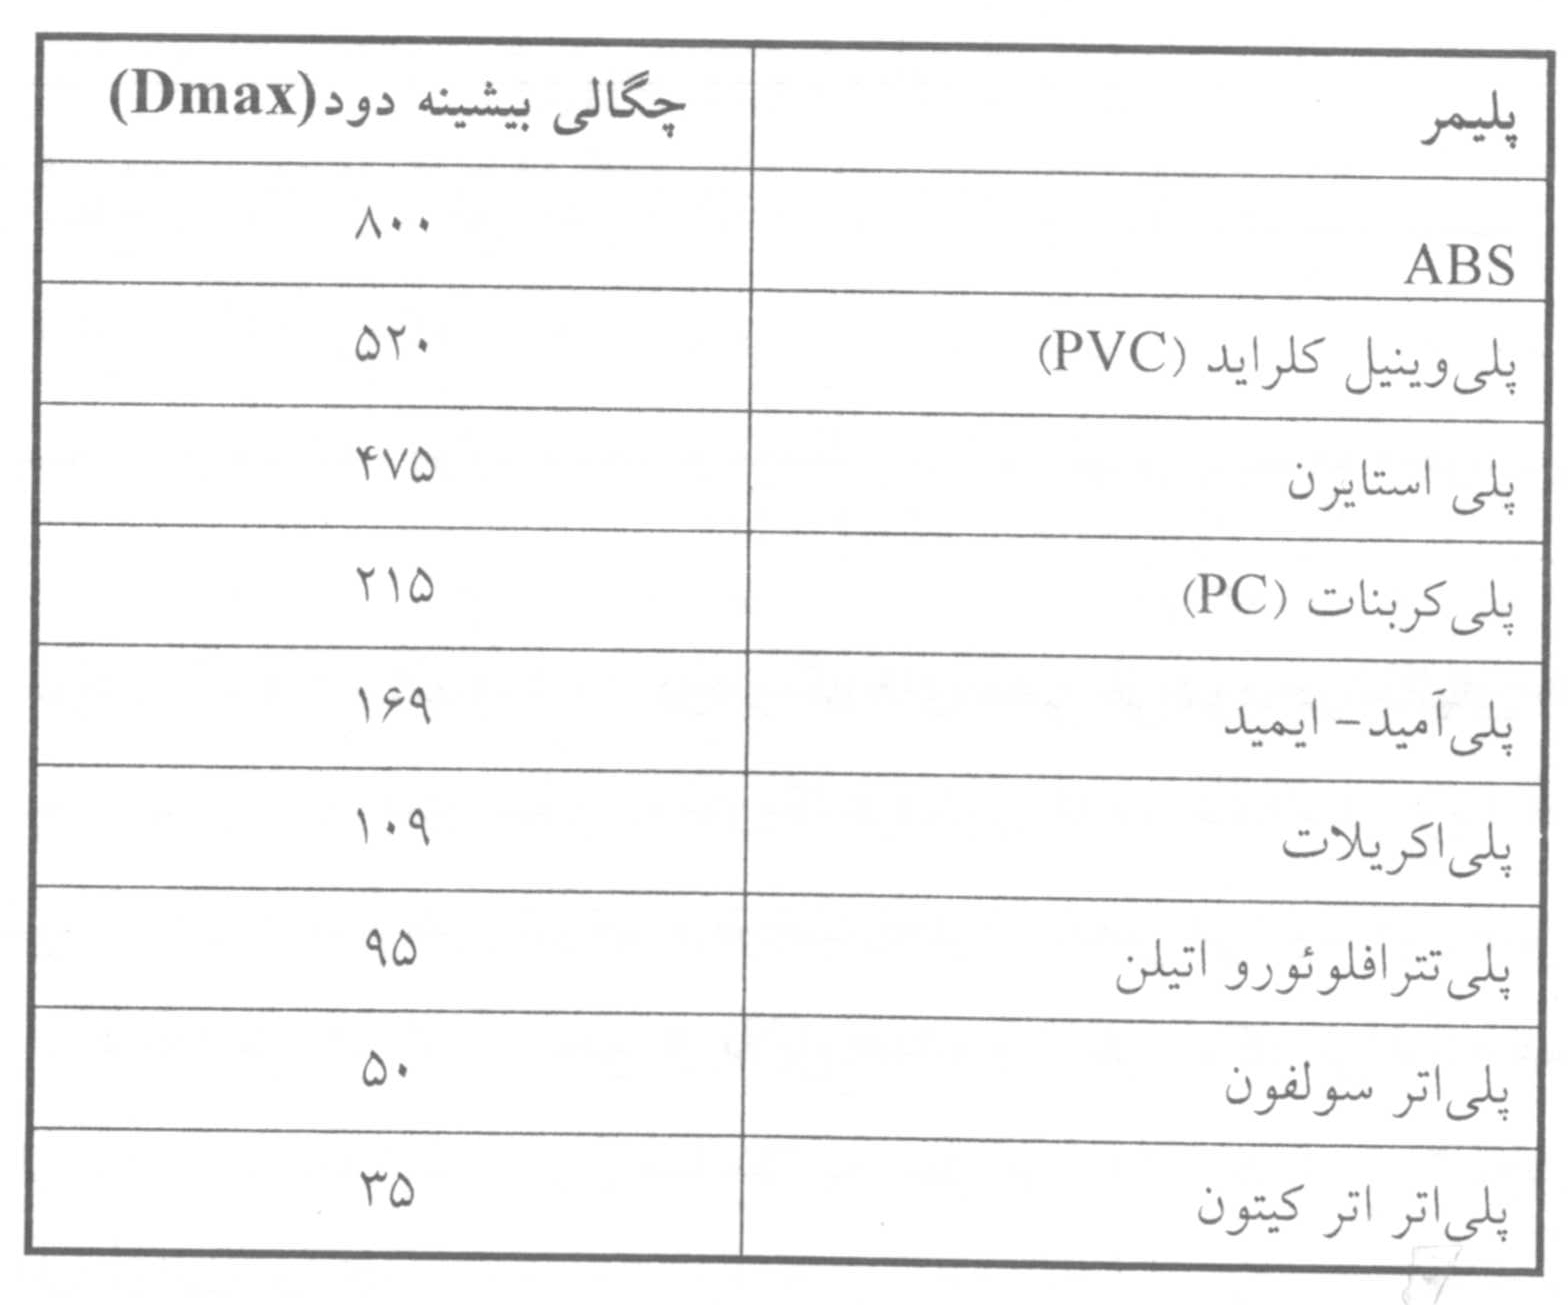 پلیمر چگالی بیشینه دود(Dmax)
ABS ۸۰۰
پلی‌وینیل کلراید (PVC) ۵۲۰
پلی استایرن ۴۷۵
پلی‌کربنات (PC) ۲۱۵
پلی‌آمید– ایمید ۱۶۹
پلی‌اکریلات ۱۰۹
پلی‌تترافلوئورو اتیلن ۹۵
پلی‌اتر سولفون ۵۰
پلی‌اتر اتر کیتون ۳۵